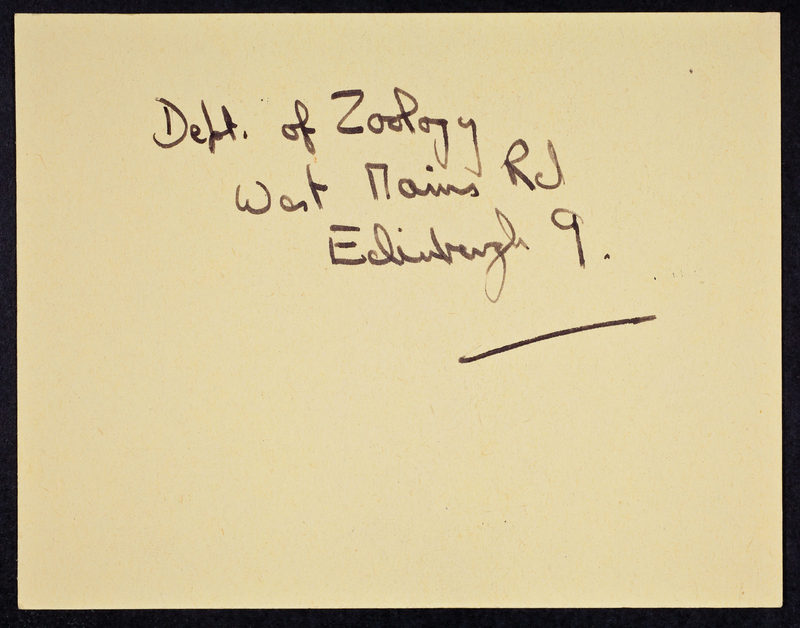 Dept. of Zoology
West Mains Rd
Edinburgh 9.